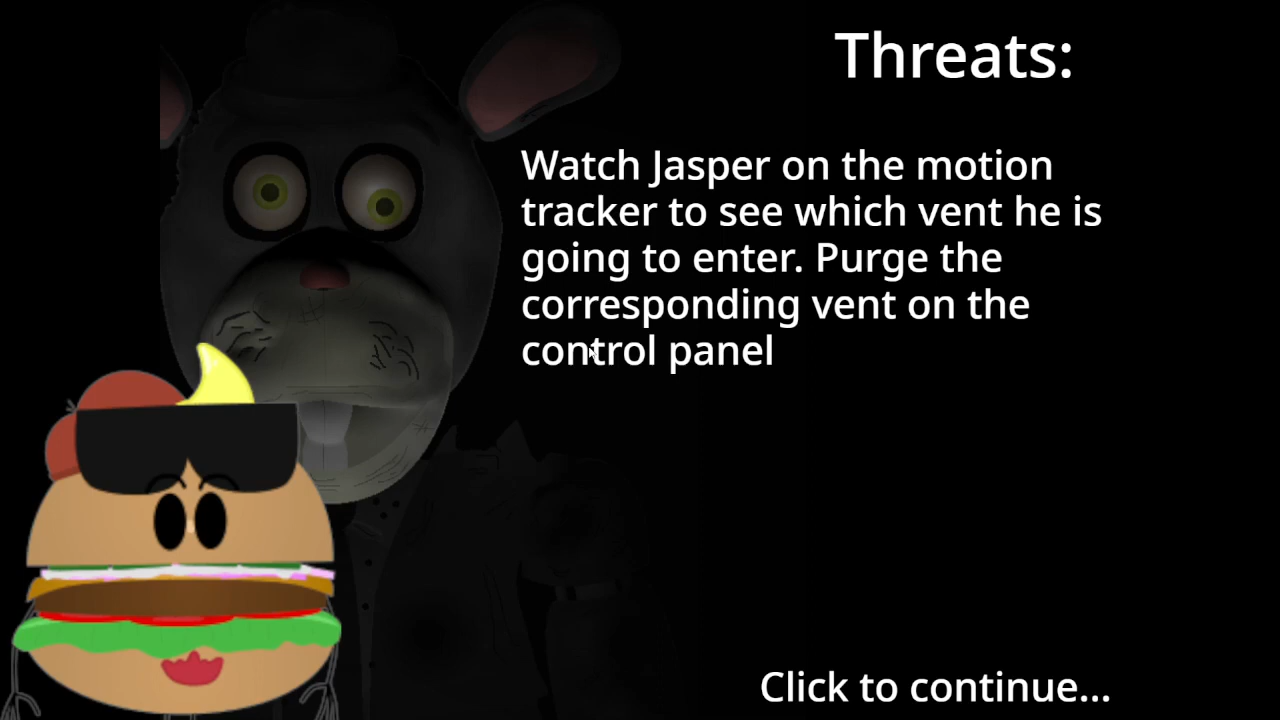 Threats:
Watch Jasper on the motion
tracker to see which vent he is
going to enter. Purge the
corresponding vent on the
control panel
Click to continue...